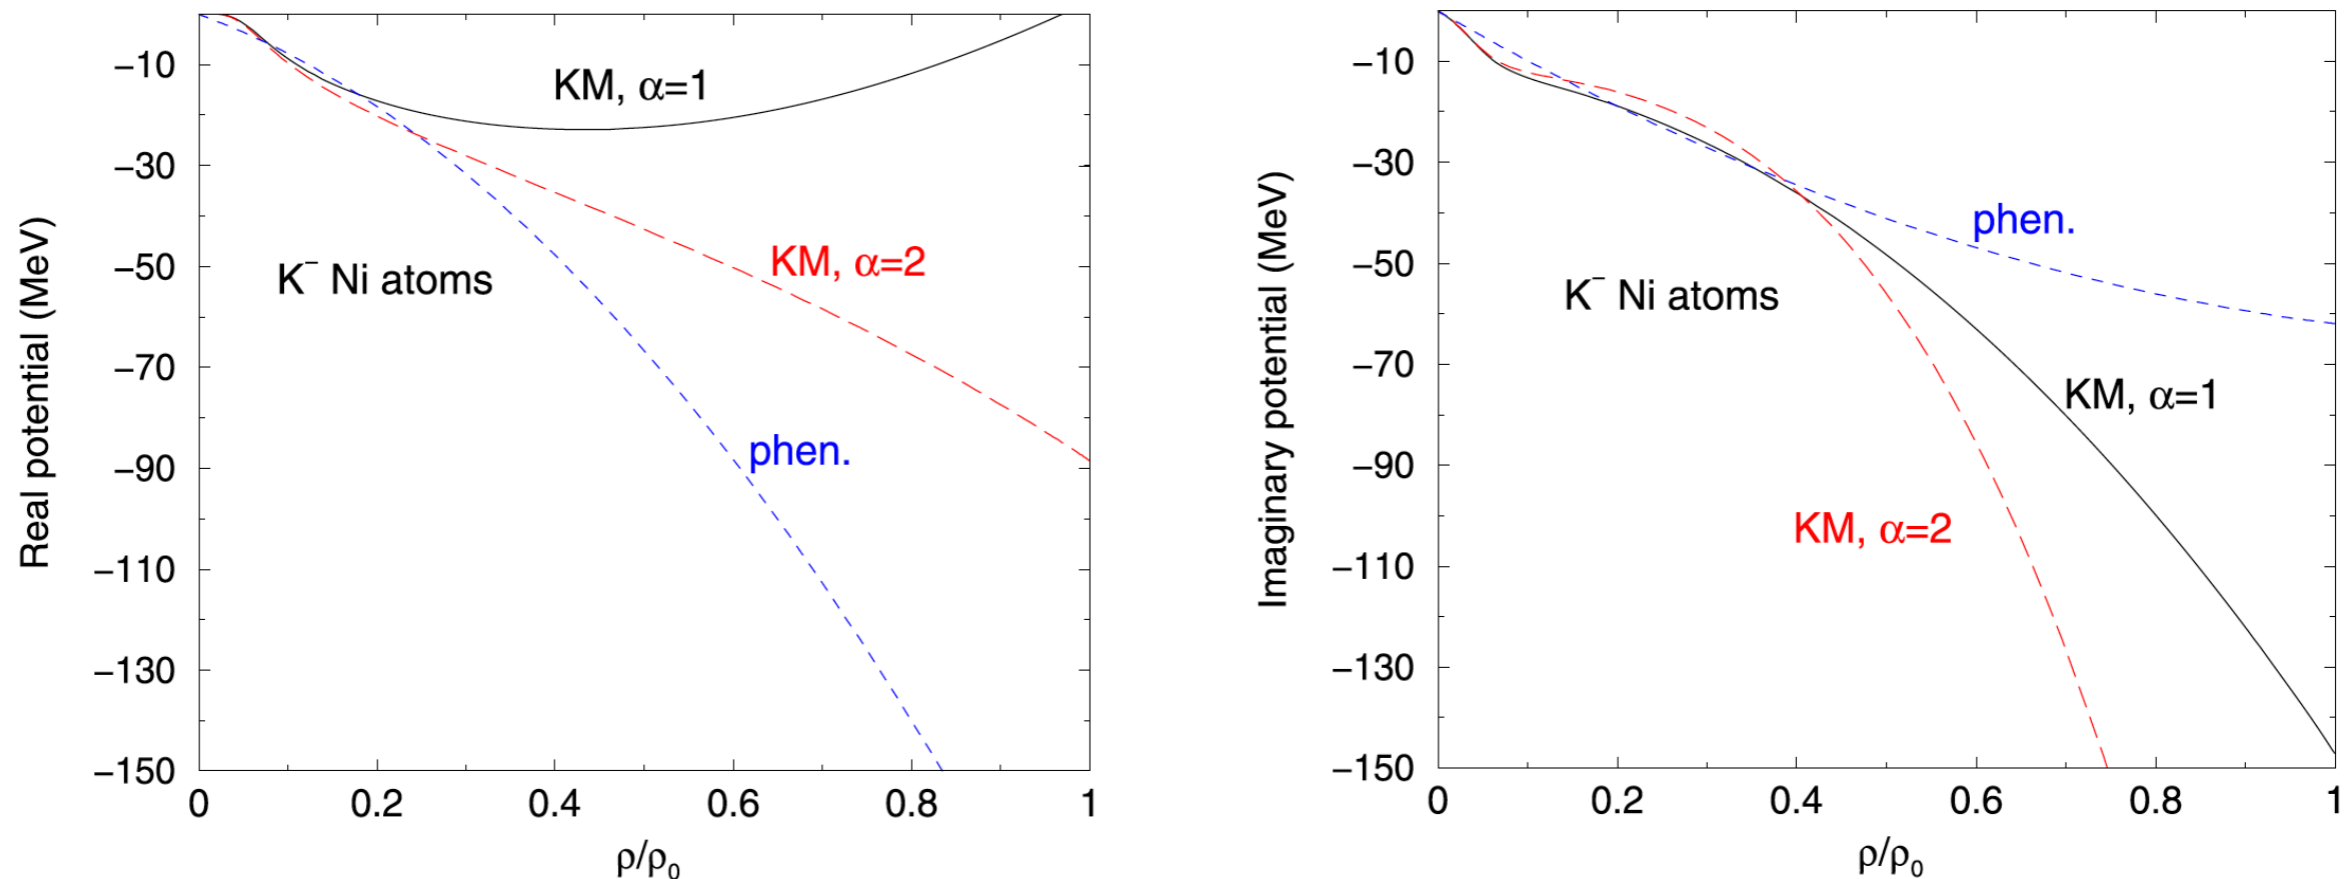 −10
−30
−50
−70
−90
−110
−130
−150
0
0.2
0.4
0.6
0.8
1
ρ/ρ₀
Real potential (MeV)
KM, α=1
KM, α=2
K⁻ Ni atoms
phen.
−10
−30
−50
−70
−90
−110
−130
−150
0
0.2
0.4
0.6
0.8
1
ρ/ρ₀
Imaginary potential (MeV)
phen.
K⁻ Ni atoms
KM, α=1
KM, α=2